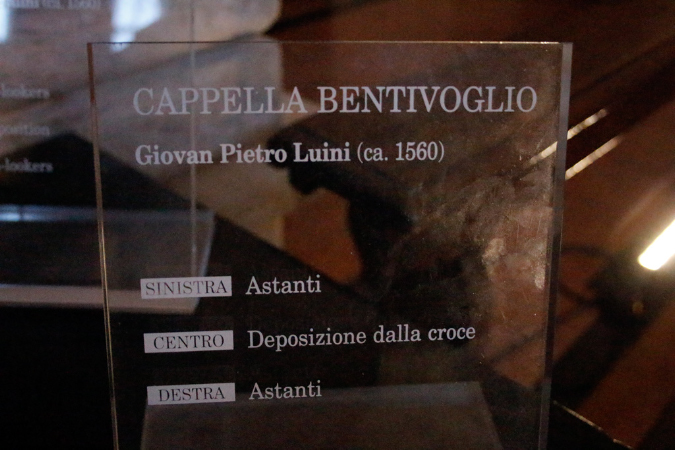 CAPPELLA BENTIVOGLIO
Giovan Pietro Luini (ca. 1560)
SINISTRA Astanti
CENTRO Deposizione dalla croce
DESTRA Astanti